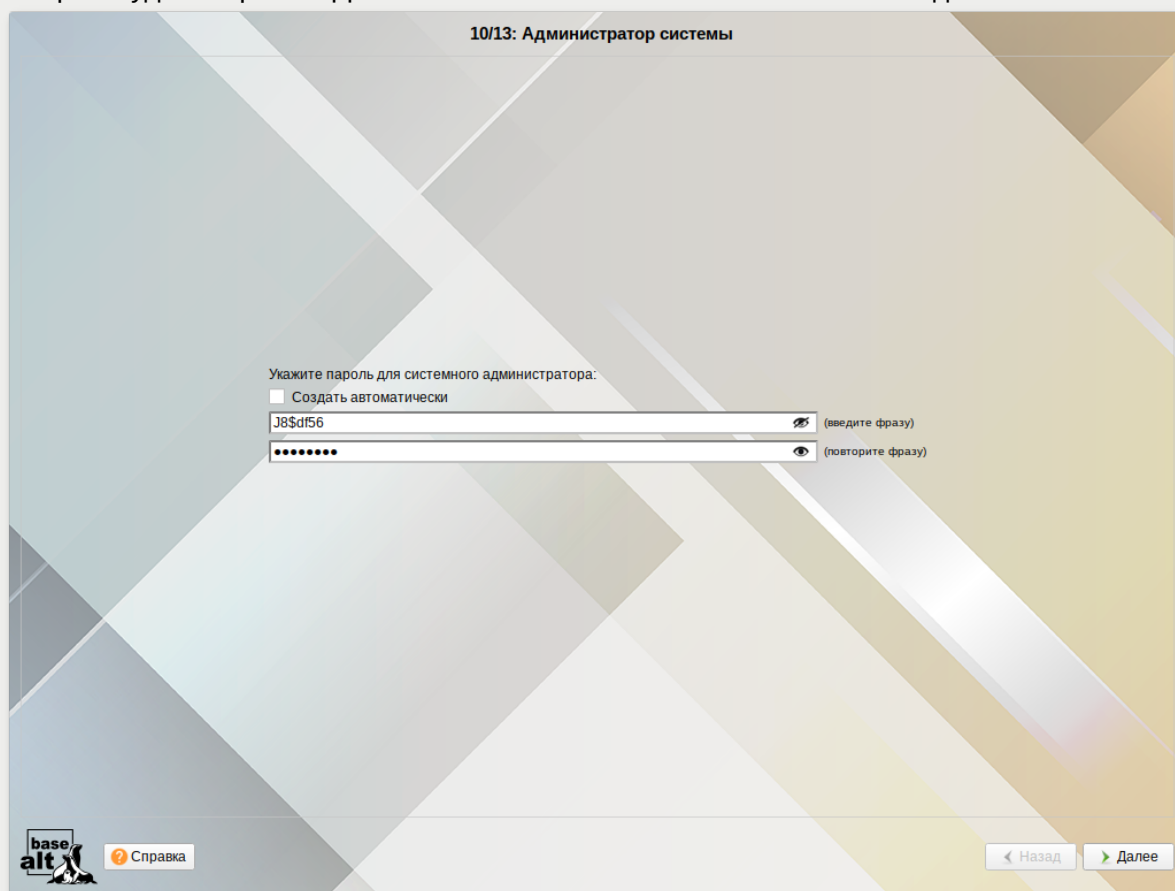 10/13: Администратор системы
Укажите пароль для системного администратора:
Создать автоматически
J8$df56 (введите фразу)
•••••••• (повторите фразу)
base
alt
Справка
Назад
Далее